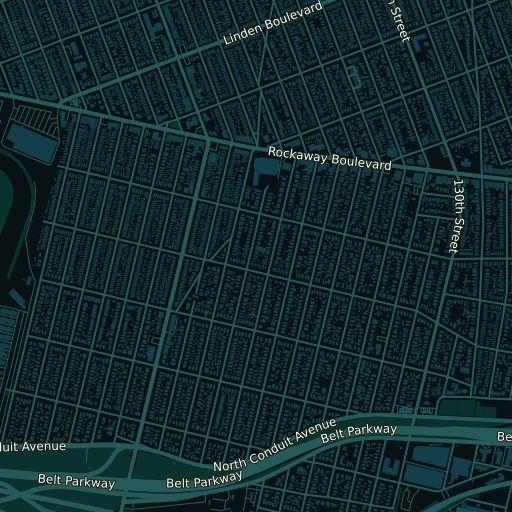 Linden Boulevard
n Street
Rockaway Boulevard
130th Street
North Conduit Avenue
Belt Parkway
Be
duit Avenue
Belt Parkway
Belt Parkway